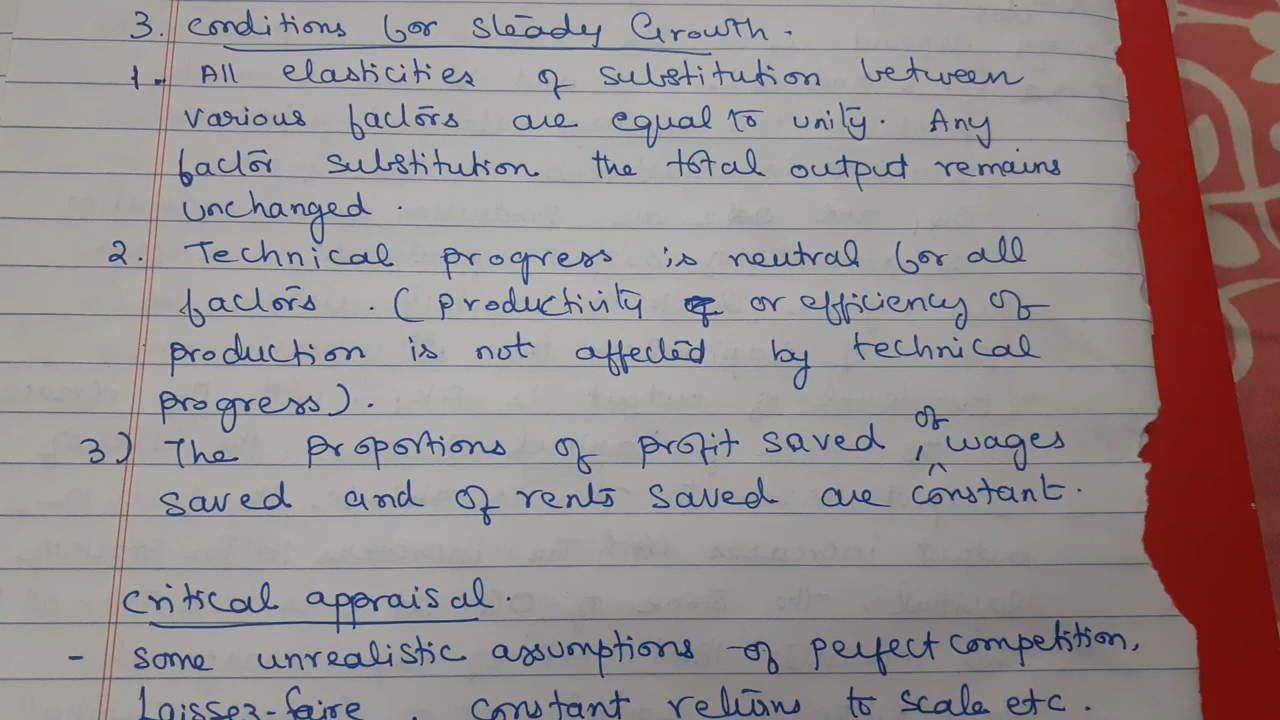 3. Conditions for Steady Growth.
1. All elasticities of substitution between
various factors are equal to unity. Any
factor substitution the total output remains
unchanged.
2. Technical progress is neutral for all
factors. (productivity or efficiency of
production is not affected by technical
progress).
3) The proportions of profit saved, of wages
saved and of rents saved are constant.
Critical appraisal.
- Some unrealistic assumptions of perfect competition,
Laissez-faire, constant returns to scale etc.